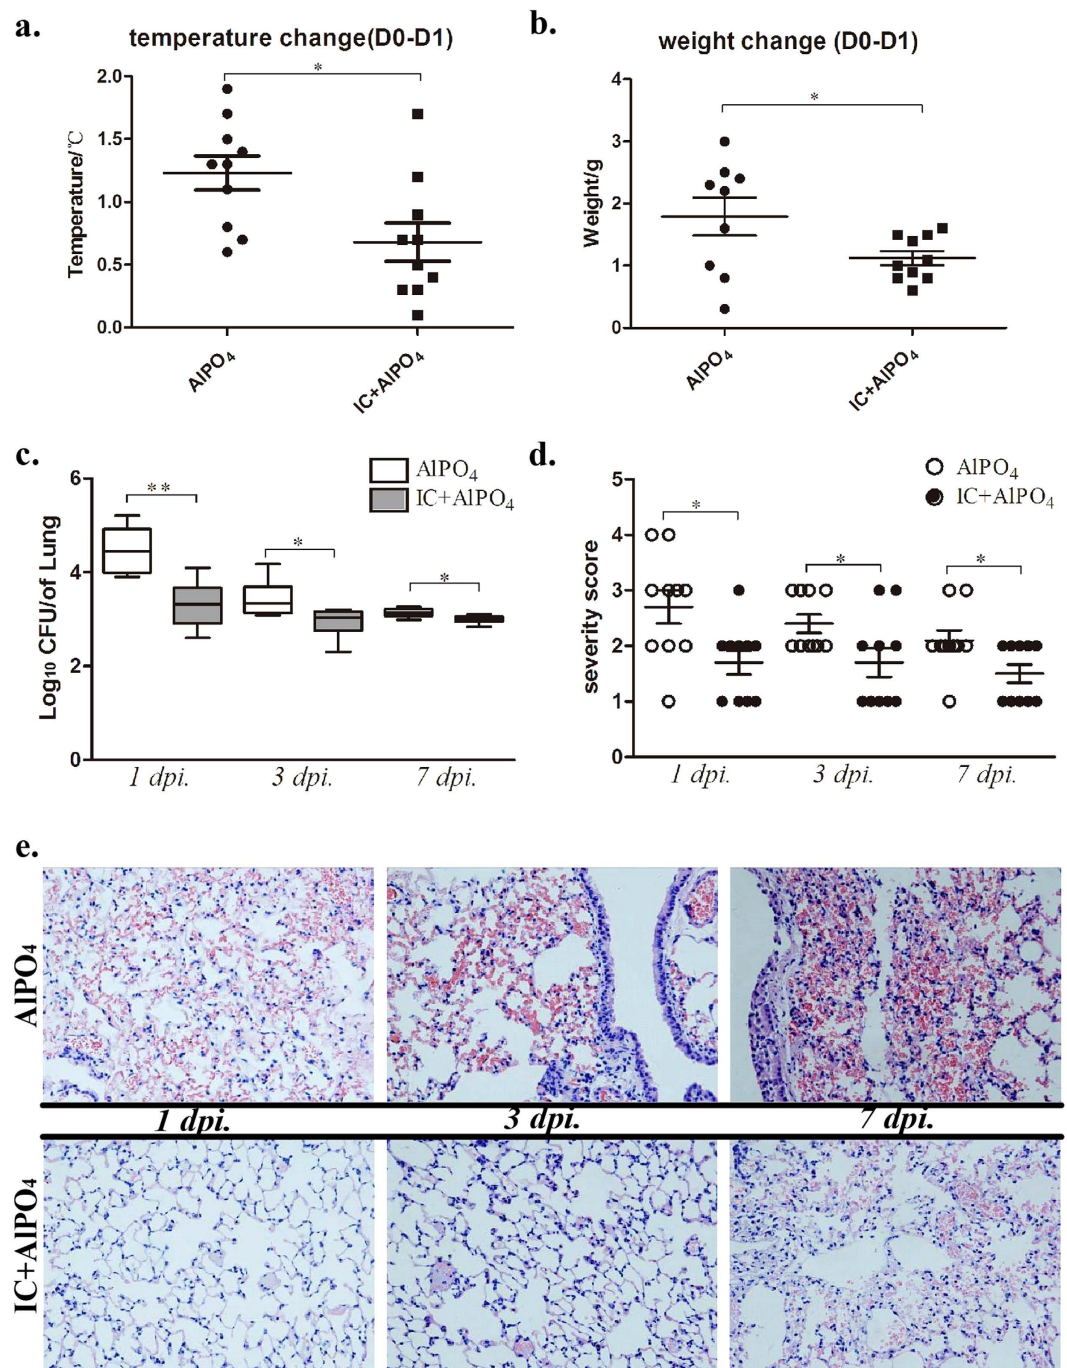 a.
temperature change(D0-D1)
*
Temperature/℃
2.0
1.5
1.0
0.5
0.0
AlPO₄
IC+AlPO₄
b.
weight change (D0-D1)
*
Weight/g
4
3
2
1
0
AlPO₄
IC+AlPO₄
c.
AlPO₄
IC+AlPO₄
**
*
*
Log₁₀ CFU/of Lung
6
4
2
0
1 dpi.
3 dpi.
7 dpi.
d.
AlPO₄
IC+AlPO₄
*
*
*
severity score
5
4
3
2
1
0
1 dpi.
3 dpi.
7 dpi.
e.
AlPO₄
1 dpi.
3 dpi.
7 dpi.
IC+AlPO₄